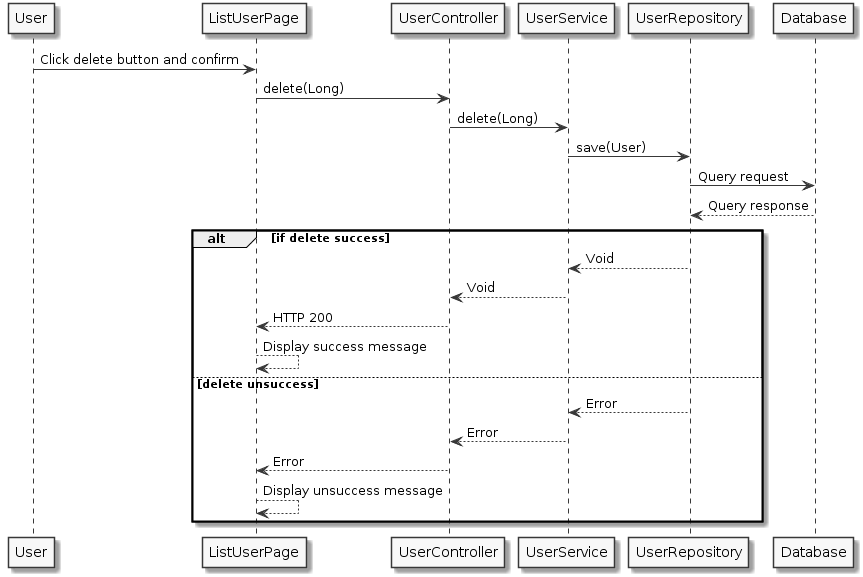 User ListUserPage UserController UserService UserRepository Database
Click delete button and confirm
delete(Long)
delete(Long)
save(User)
Query request
Query response
alt [if delete success]
Void
Void
HTTP 200
Display success message
[delete unsuccess]
Error
Error
Error
Display unsuccess message
User ListUserPage UserController UserService UserRepository Database